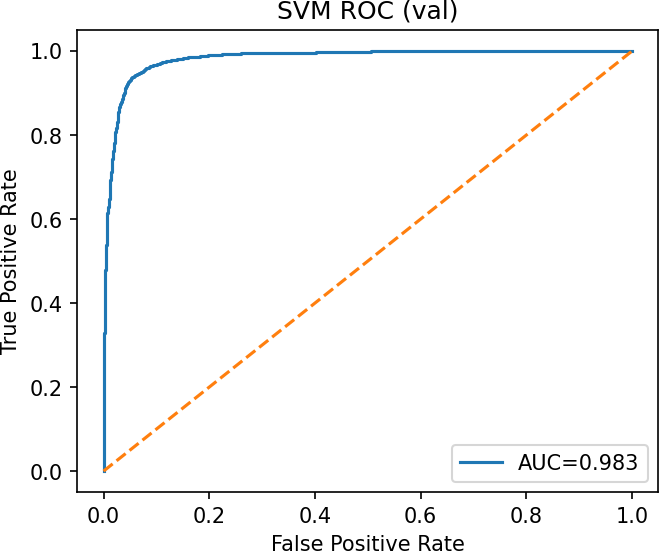 SVM ROC (val)
True Positive Rate
1.0
0.8
0.6
0.4
0.2
0.0
AUC=0.983
0.0 0.2 0.4 0.6 0.8 1.0
False Positive Rate